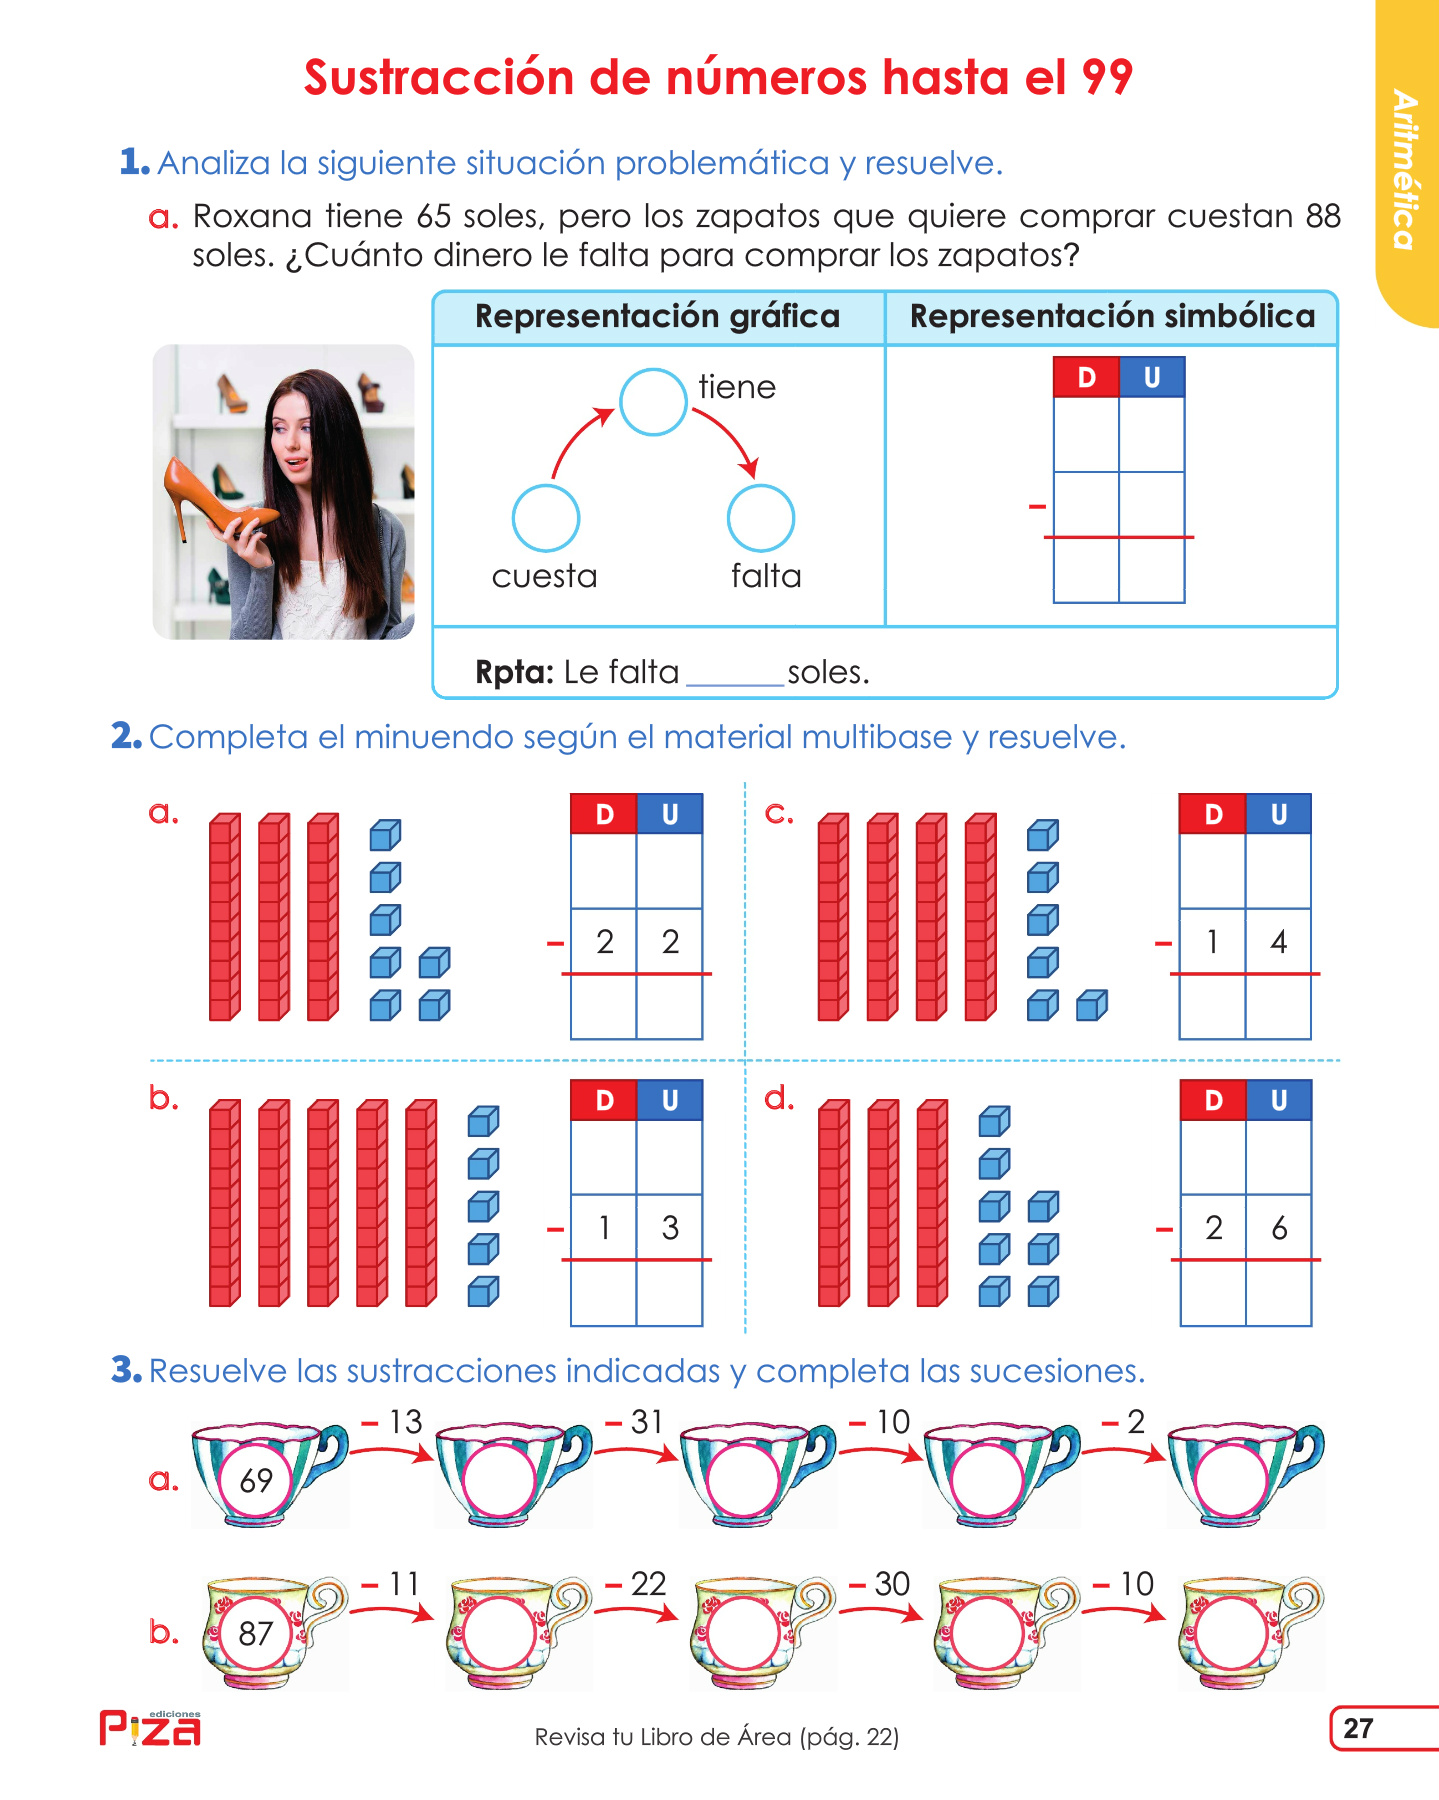 Sustracción de números hasta el 99
Aritmética
1. Analiza la siguiente situación problemática y resuelve.
a. Roxana tiene 65 soles, pero los zapatos que quiere comprar cuestan 88
soles. ¿Cuánto dinero le falta para comprar los zapatos?
Representación gráfica
Representación simbólica
tiene
cuesta
falta
D U
–
Rpta: Le falta ______ soles.
2. Completa el minuendo según el material multibase y resuelve.
a.
D U
– 2 2
c.
D U
– 1 4
b.
D U
– 1 3
d.
D U
– 2 6
3. Resuelve las sustracciones indicadas y completa las sucesiones.
– 13 – 31 – 10 – 2
a. 69
– 11 – 22 – 30 – 10
b. 87
ediciones
Piza
Revisa tu Libro de Área (pág. 22)
27